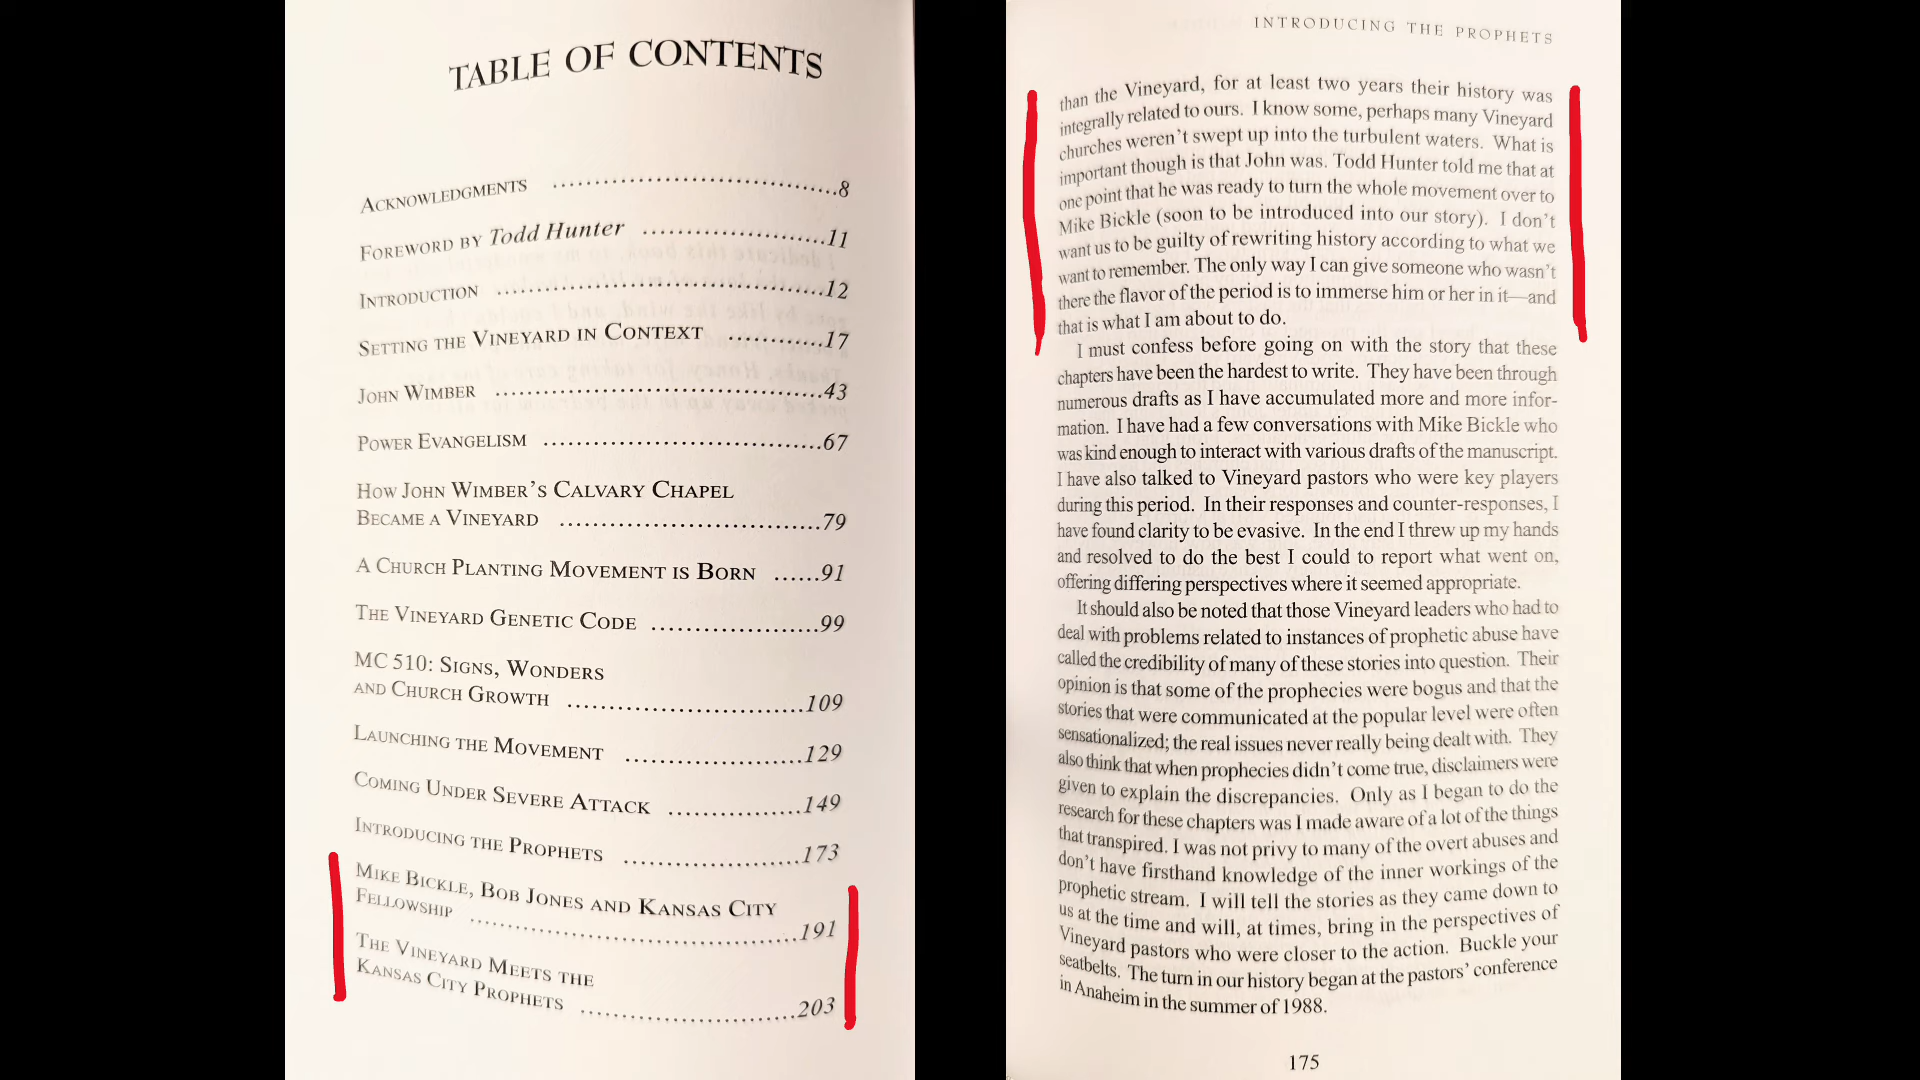 TABLE OF CONTENTS
ACKNOWLEDGMENTS ........................................8
FOREWORD BY Todd Hunter ........................11
INTRODUCTION .............................................12
SETTING THE VINEYARD IN CONTEXT ............17
JOHN WIMBER .............................................43
POWER EVANGELISM ......................................67
HOW JOHN WIMBER'S CALVARY CHAPEL
BECAME A VINEYARD ...................................79
A CHURCH PLANTING MOVEMENT IS BORN ......91
THE VINEYARD GENETIC CODE .......................99
MC 510: SIGNS, WONDERS
AND CHURCH GROWTH ................................109
LAUNCHING THE MOVEMENT ........................129
COMING UNDER SEVERE ATTACK ..................149
INTRODUCING THE PROPHETS .......................173
MIKE BICKLE, BOB JONES AND KANSAS CITY
FELLOWSHIP ............................................191
THE VINEYARD MEETS THE
KANSAS CITY PROPHETS .............................203
INTRODUCING THE PROPHETS
than the Vineyard, for at least two years their history was
integrally related to ours. I know some, perhaps many Vineyard
churches weren't swept up into the turbulent waters. What is
important though is that John was. Todd Hunter told me that at
one point that he was ready to turn the whole movement over to
Mike Bickle (soon to be introduced into our story). I don't
want us to be guilty of rewriting history according to what we
want to remember. The only way I can give someone who wasn't
there the flavor of the period is to immerse him or her in it—and
that is what I am about to do.
I must confess before going on with the story that these
chapters have been the hardest to write. They have been through
numerous drafts as I have accumulated more and more infor-
mation. I have had a few conversations with Mike Bickle who
was kind enough to interact with various drafts of the manuscript.
I have also talked to Vineyard pastors who were key players
during this period. In their responses and counter-responses, I
have found clarity to be evasive. In the end I threw up my hands
and resolved to do the best I could to report what went on,
offering differing perspectives where it seemed appropriate.
It should also be noted that those Vineyard leaders who had to
deal with problems related to instances of prophetic abuse have
called the credibility of many of these stories into question. Their
opinion is that some of the prophecies were bogus and that the
stories that were communicated at the popular level were often
sensationalized; the real issues never really being dealt with. They
also think that when prophecies didn't come true, disclaimers were
given to explain the discrepancies. Only as I began to do the
research for these chapters was I made aware of a lot of the things
that transpired. I was not privy to many of the overt abuses and
don't have firsthand knowledge of the inner workings of the
prophetic stream. I will tell the stories as they came down to
us at the time and will, at times, bring in the perspectives of
Vineyard pastors who were closer to the action. Buckle your
seatbelts. The turn in our history began at the pastors' conference
in Anaheim in the summer of 1988.
175